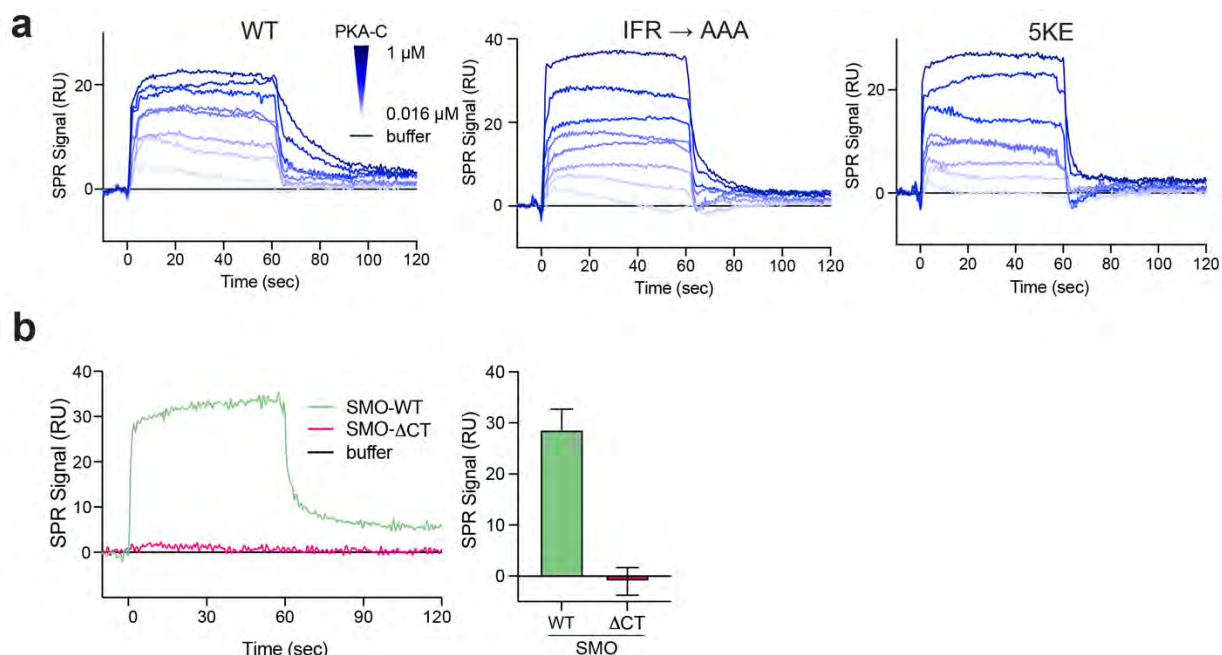 a
WT
PKA-C
1 µM
0.016 µM
buffer
SPR Signal (RU)
20
0
0 20 40 60 80 100 120
Time (sec)
IFR → AAA
SPR Signal (RU)
40
20
0
0 20 40 60 80 100 120
Time (sec)
5KE
SPR Signal (RU)
20
0
0 20 40 60 80 100 120
Time (sec)
b
SPR Signal (RU)
40
30
20
10
0
0 30 60 90 120
Time (sec)
SMO-WT
SMO-ΔCT
buffer
SPR Signal (RU)
40
30
20
10
0
WT ΔCT
SMO